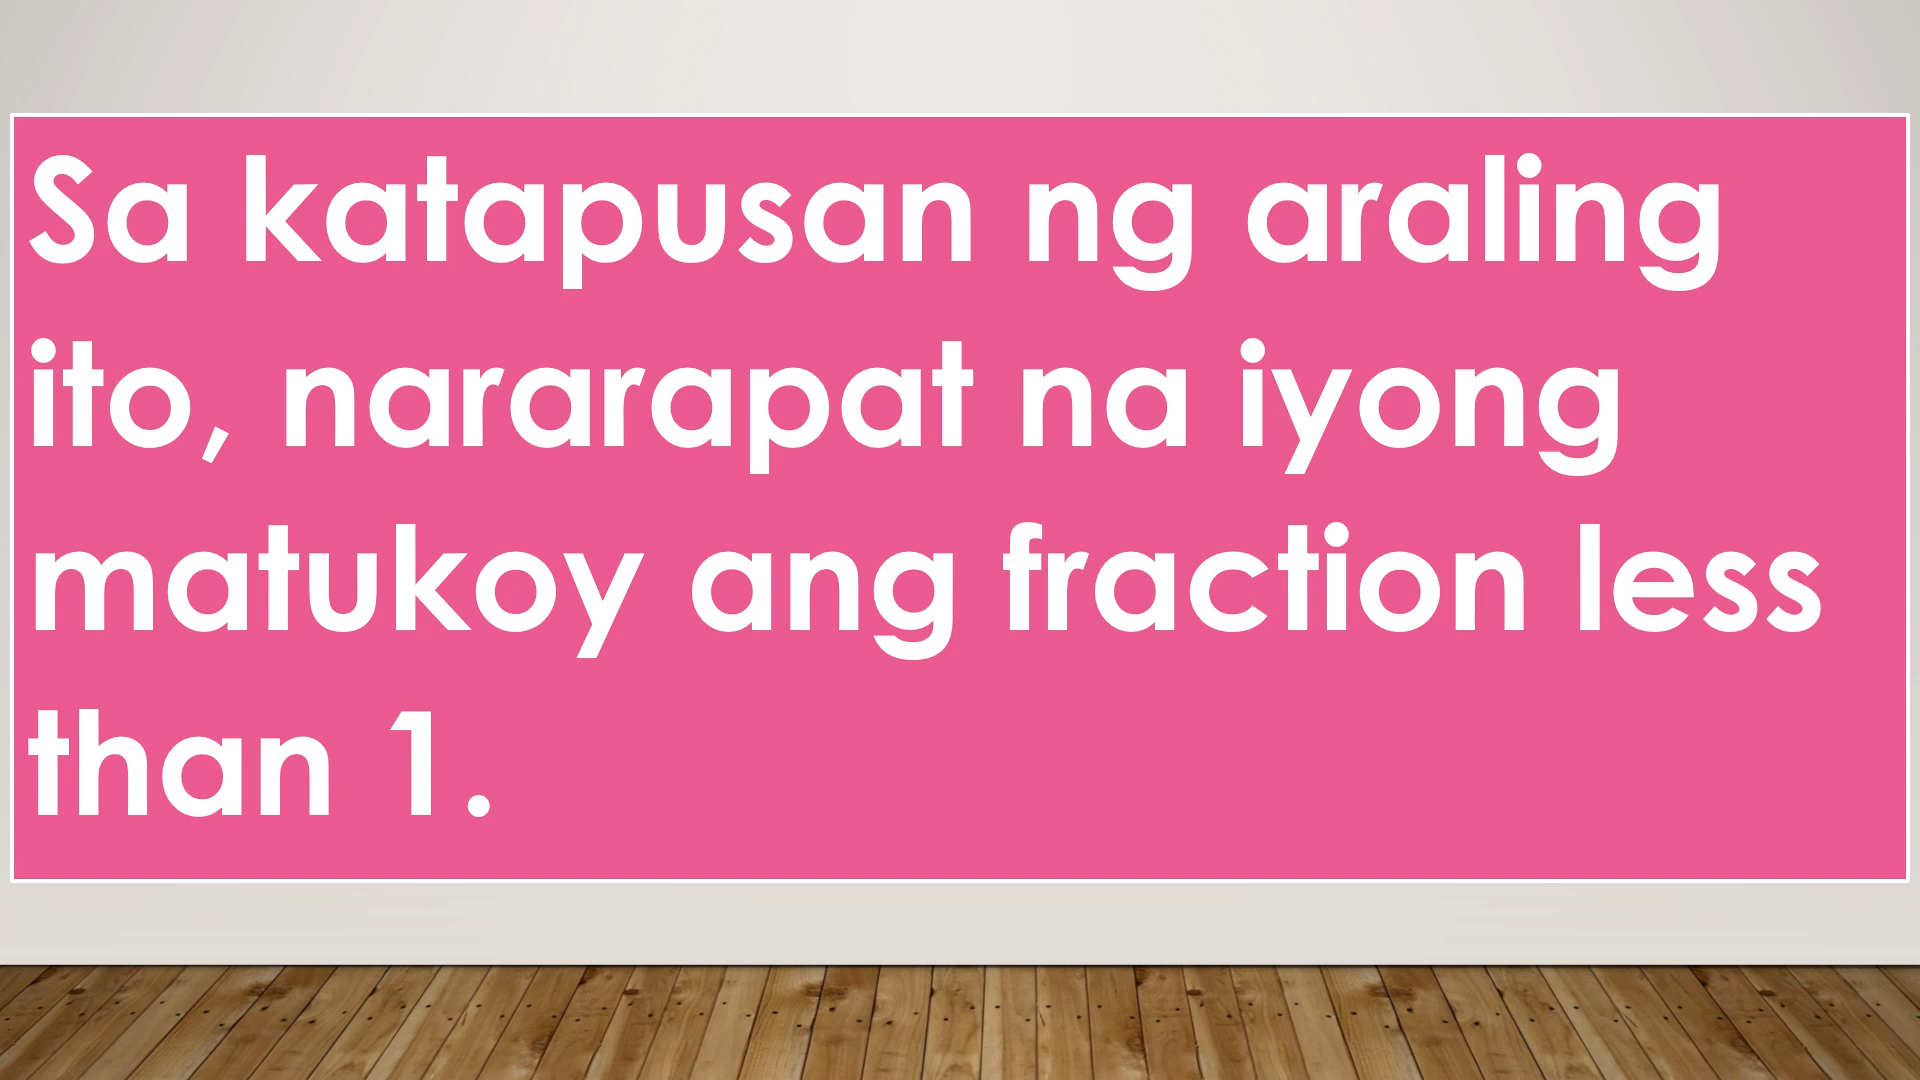 Sa katapusan ng araling
ito, nararapat na iyong
matukoy ang fraction less
than 1.